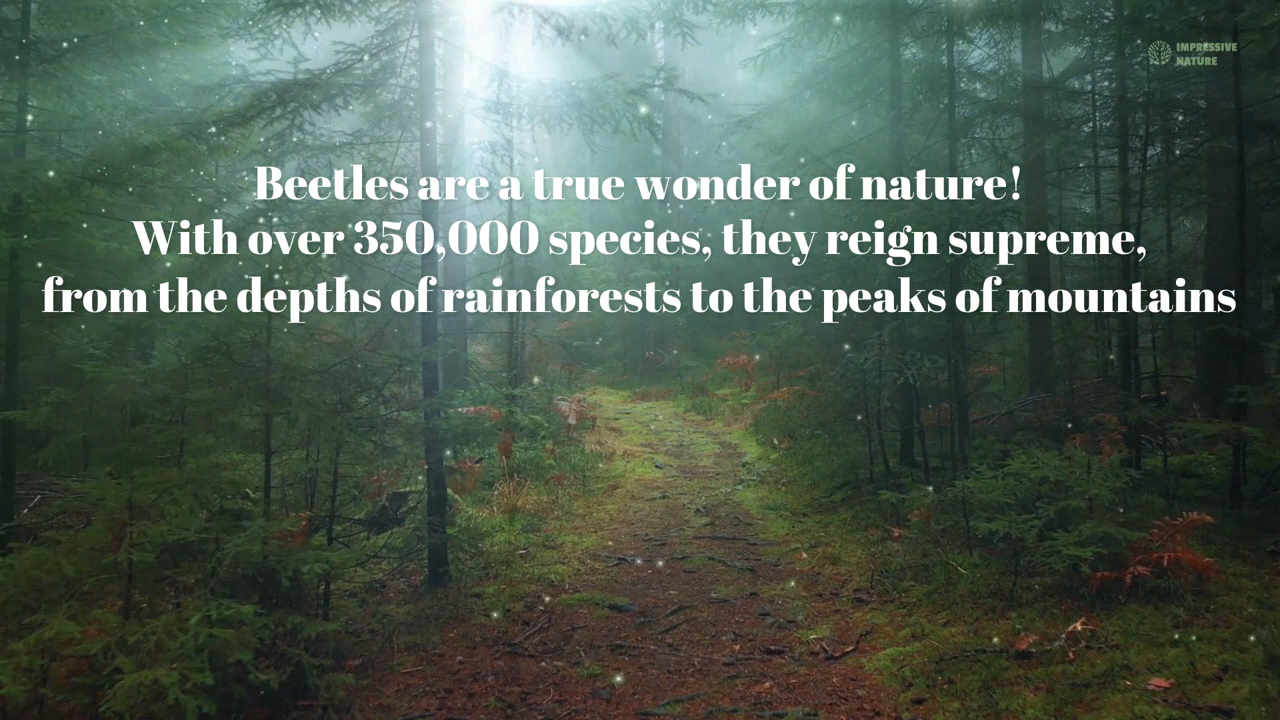 IMPRESSIVE
NATURE
Beetles are a true wonder of nature!
With over 350,000 species, they reign supreme,
from the depths of rainforests to the peaks of mountains